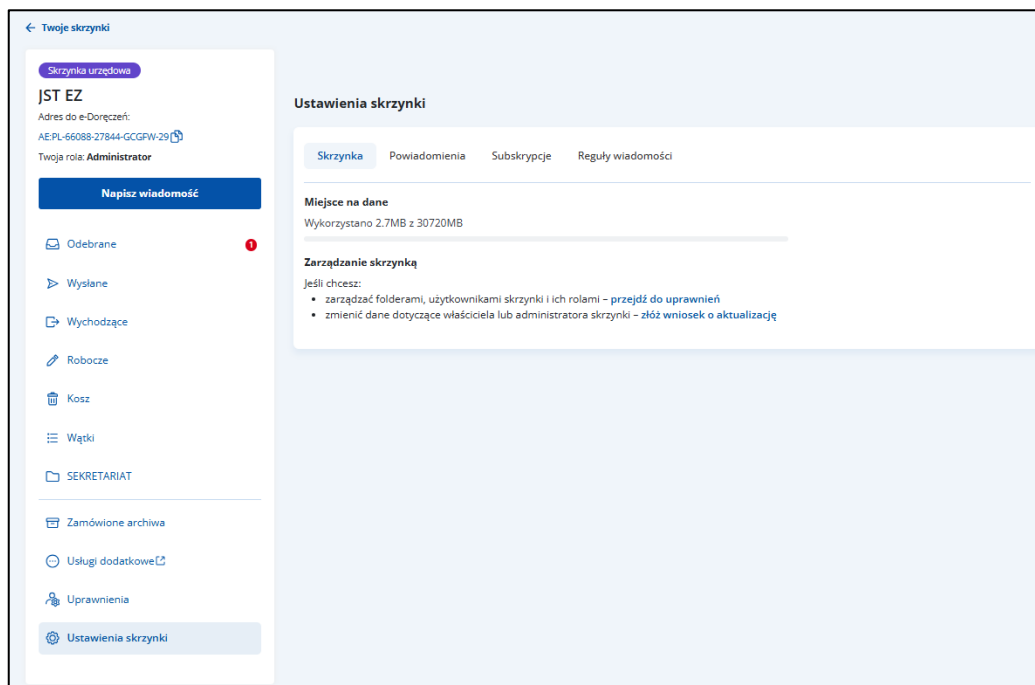 ← Twoje skrzynki
Skrzynka urzędowa
JST EZ
Adres do e-Doręczeń:
AE:PL-66088-27844-GCGFW-29
Twoja rola: Administrator
Napisz wiadomość
Odebrane 1
Wysłane
Wychodzące
Robocze
Kosz
Wątki
SEKRETARIAT
Zamówione archiwa
Usługi dodatkowe
Uprawnienia
Ustawienia skrzynki
Ustawienia skrzynki
Skrzynka Powiadomienia Subskrypcje Reguły wiadomości
Miejsce na dane
Wykorzystano 2.7MB z 30720MB
Zarządzanie skrzynką
Jeśli chcesz:
• zarządzać folderami, użytkownikami skrzynki i ich rolami – przejdź do uprawnień
• zmienić dane dotyczące właściciela lub administratora skrzynki – złóż wniosek o aktualizację